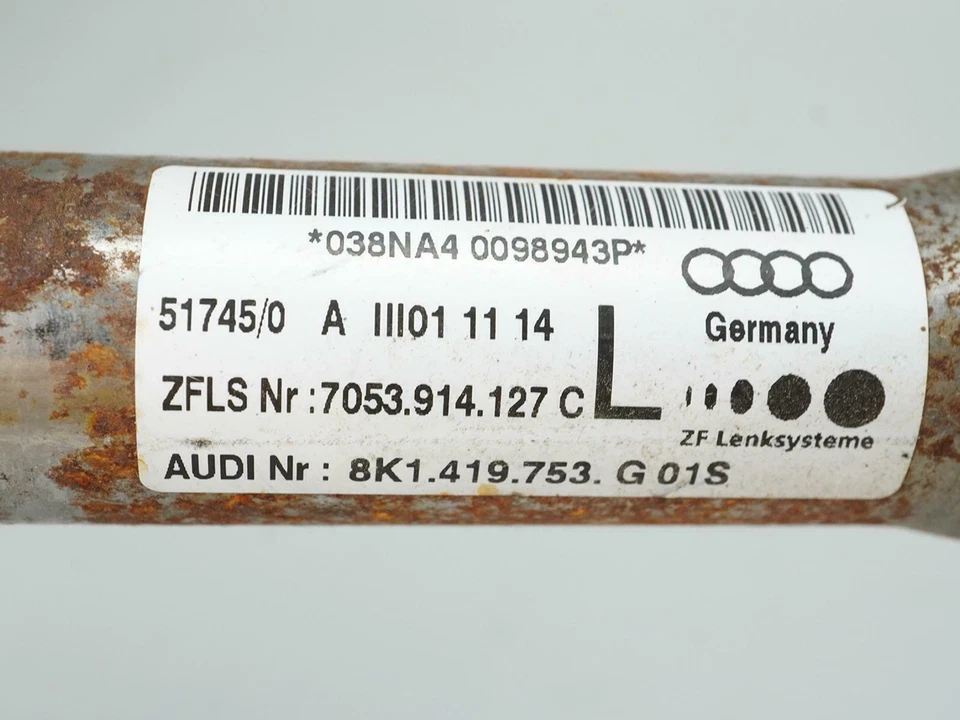 *038NA4 0098943P*
51745/0 A III01 11 14
L
Germany
ZFLS Nr :7053.914.127 C
ZF Lenksysteme
AUDI Nr : 8K1.419.753. G 01S